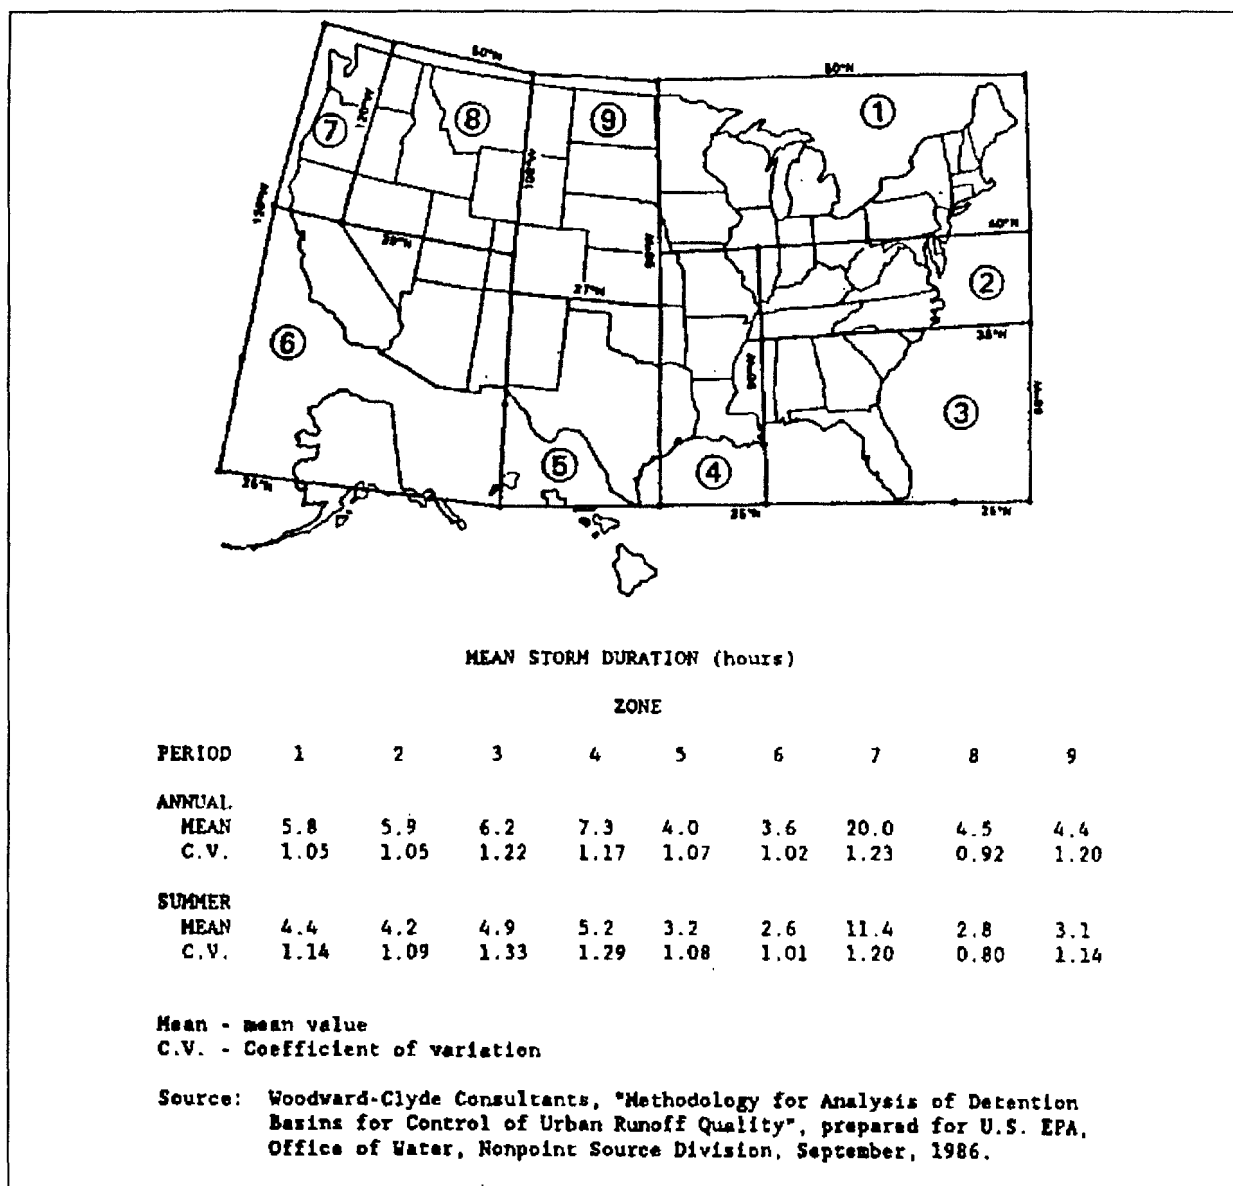 50°N
50°N
7
120°W
8
9
1
105°W
130°W
39°N
98°W
40°N
2
37°N
6
35°N
90°W
3
5
4
25°N
25°N
25°N
MEAN STORM DURATION (hours)
ZONE
PERIOD 1 2 3 4 5 6 7 8 9
ANNUAL
MEAN 5.8 5.9 6.2 7.3 4.0 3.6 20.0 4.5 4.4
C.V. 1.05 1.05 1.22 1.17 1.07 1.02 1.23 0.92 1.20
SUMMER
MEAN 4.4 4.2 4.9 5.2 3.2 2.6 11.4 2.8 3.1
C.V. 1.14 1.09 1.33 1.29 1.08 1.01 1.20 0.80 1.14
Mean - mean value
C.V. - Coefficient of variation
Source: Woodward-Clyde Consultants, "Methodology for Analysis of Detention
Basins for Control of Urban Runoff Quality", prepared for U.S. EPA,
Office of Water, Nonpoint Source Division, September, 1986.